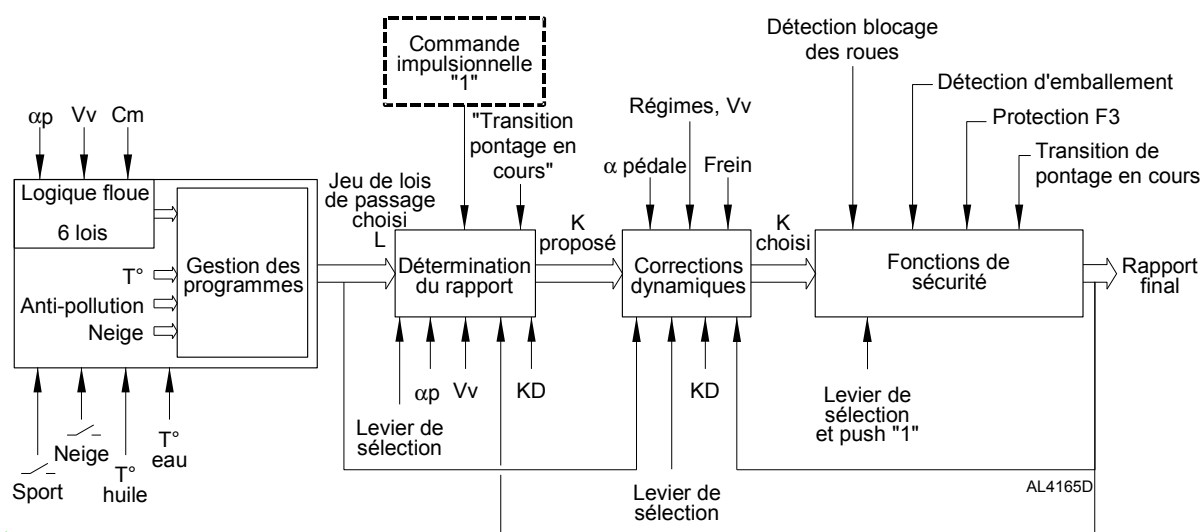 Commande
impulsionnelle
"1"
Détection blocage
des roues
Détection d'emballement
Protection F3
Transition de
pontage en cours
Régimes, Vv
"Transition
pontage en
cours"
α pédale
Frein
αp
Vv
Cm
Logique floue
6 lois
T°
Anti-pollution
Neige
Gestion des
programmes
Jeu de lois
de passage
choisi
L
Détermination
du rapport
K
proposé
Corrections
dynamiques
K
choisi
Fonctions de
sécurité
Rapport
final
αp
Vv
KD
Levier de
sélection
KD
Levier de
sélection
Levier de
sélection
et push "1"
Sport
Neige
T°
huile
T°
eau
AL4165D